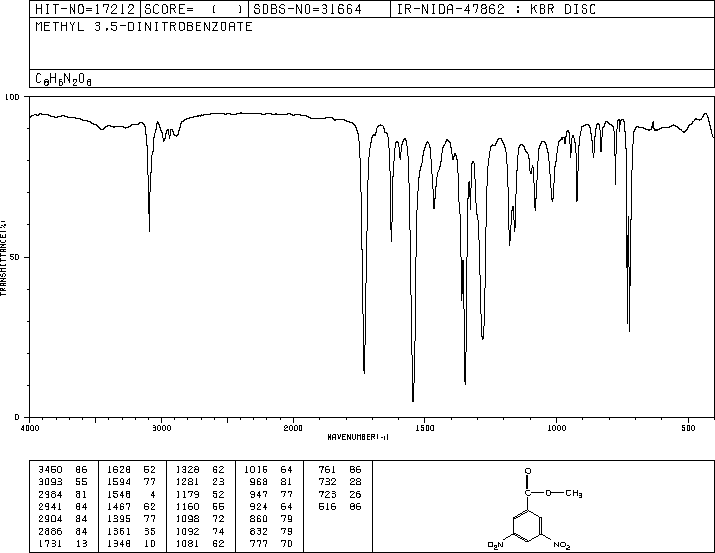 HIT-NO=17212 SCORE= ( ) SDBS-NO=31664 IR-NIDA-47862 : KBR DISC
METHYL 3,5-DINITROBENZOATE
C8H6N2O6
100
50
0
TRANSMITTANCE(%)
4000 3000 2000 1500 1000 500
WAVENUMBER(-1)
3460 86 1628 52 1328 62 1016 64 761 86
3093 55 1594 77 1281 23 968 81 732 28
2984 81 1548 4 1179 52 947 77 723 26
2941 84 1467 62 1160 55 924 64 616 86
2904 84 1395 77 1098 72 860 79
2886 84 1361 35 1092 74 832 79
1731 13 1348 10 1081 62 777 70
O
C-O-CH3
O2N NO2